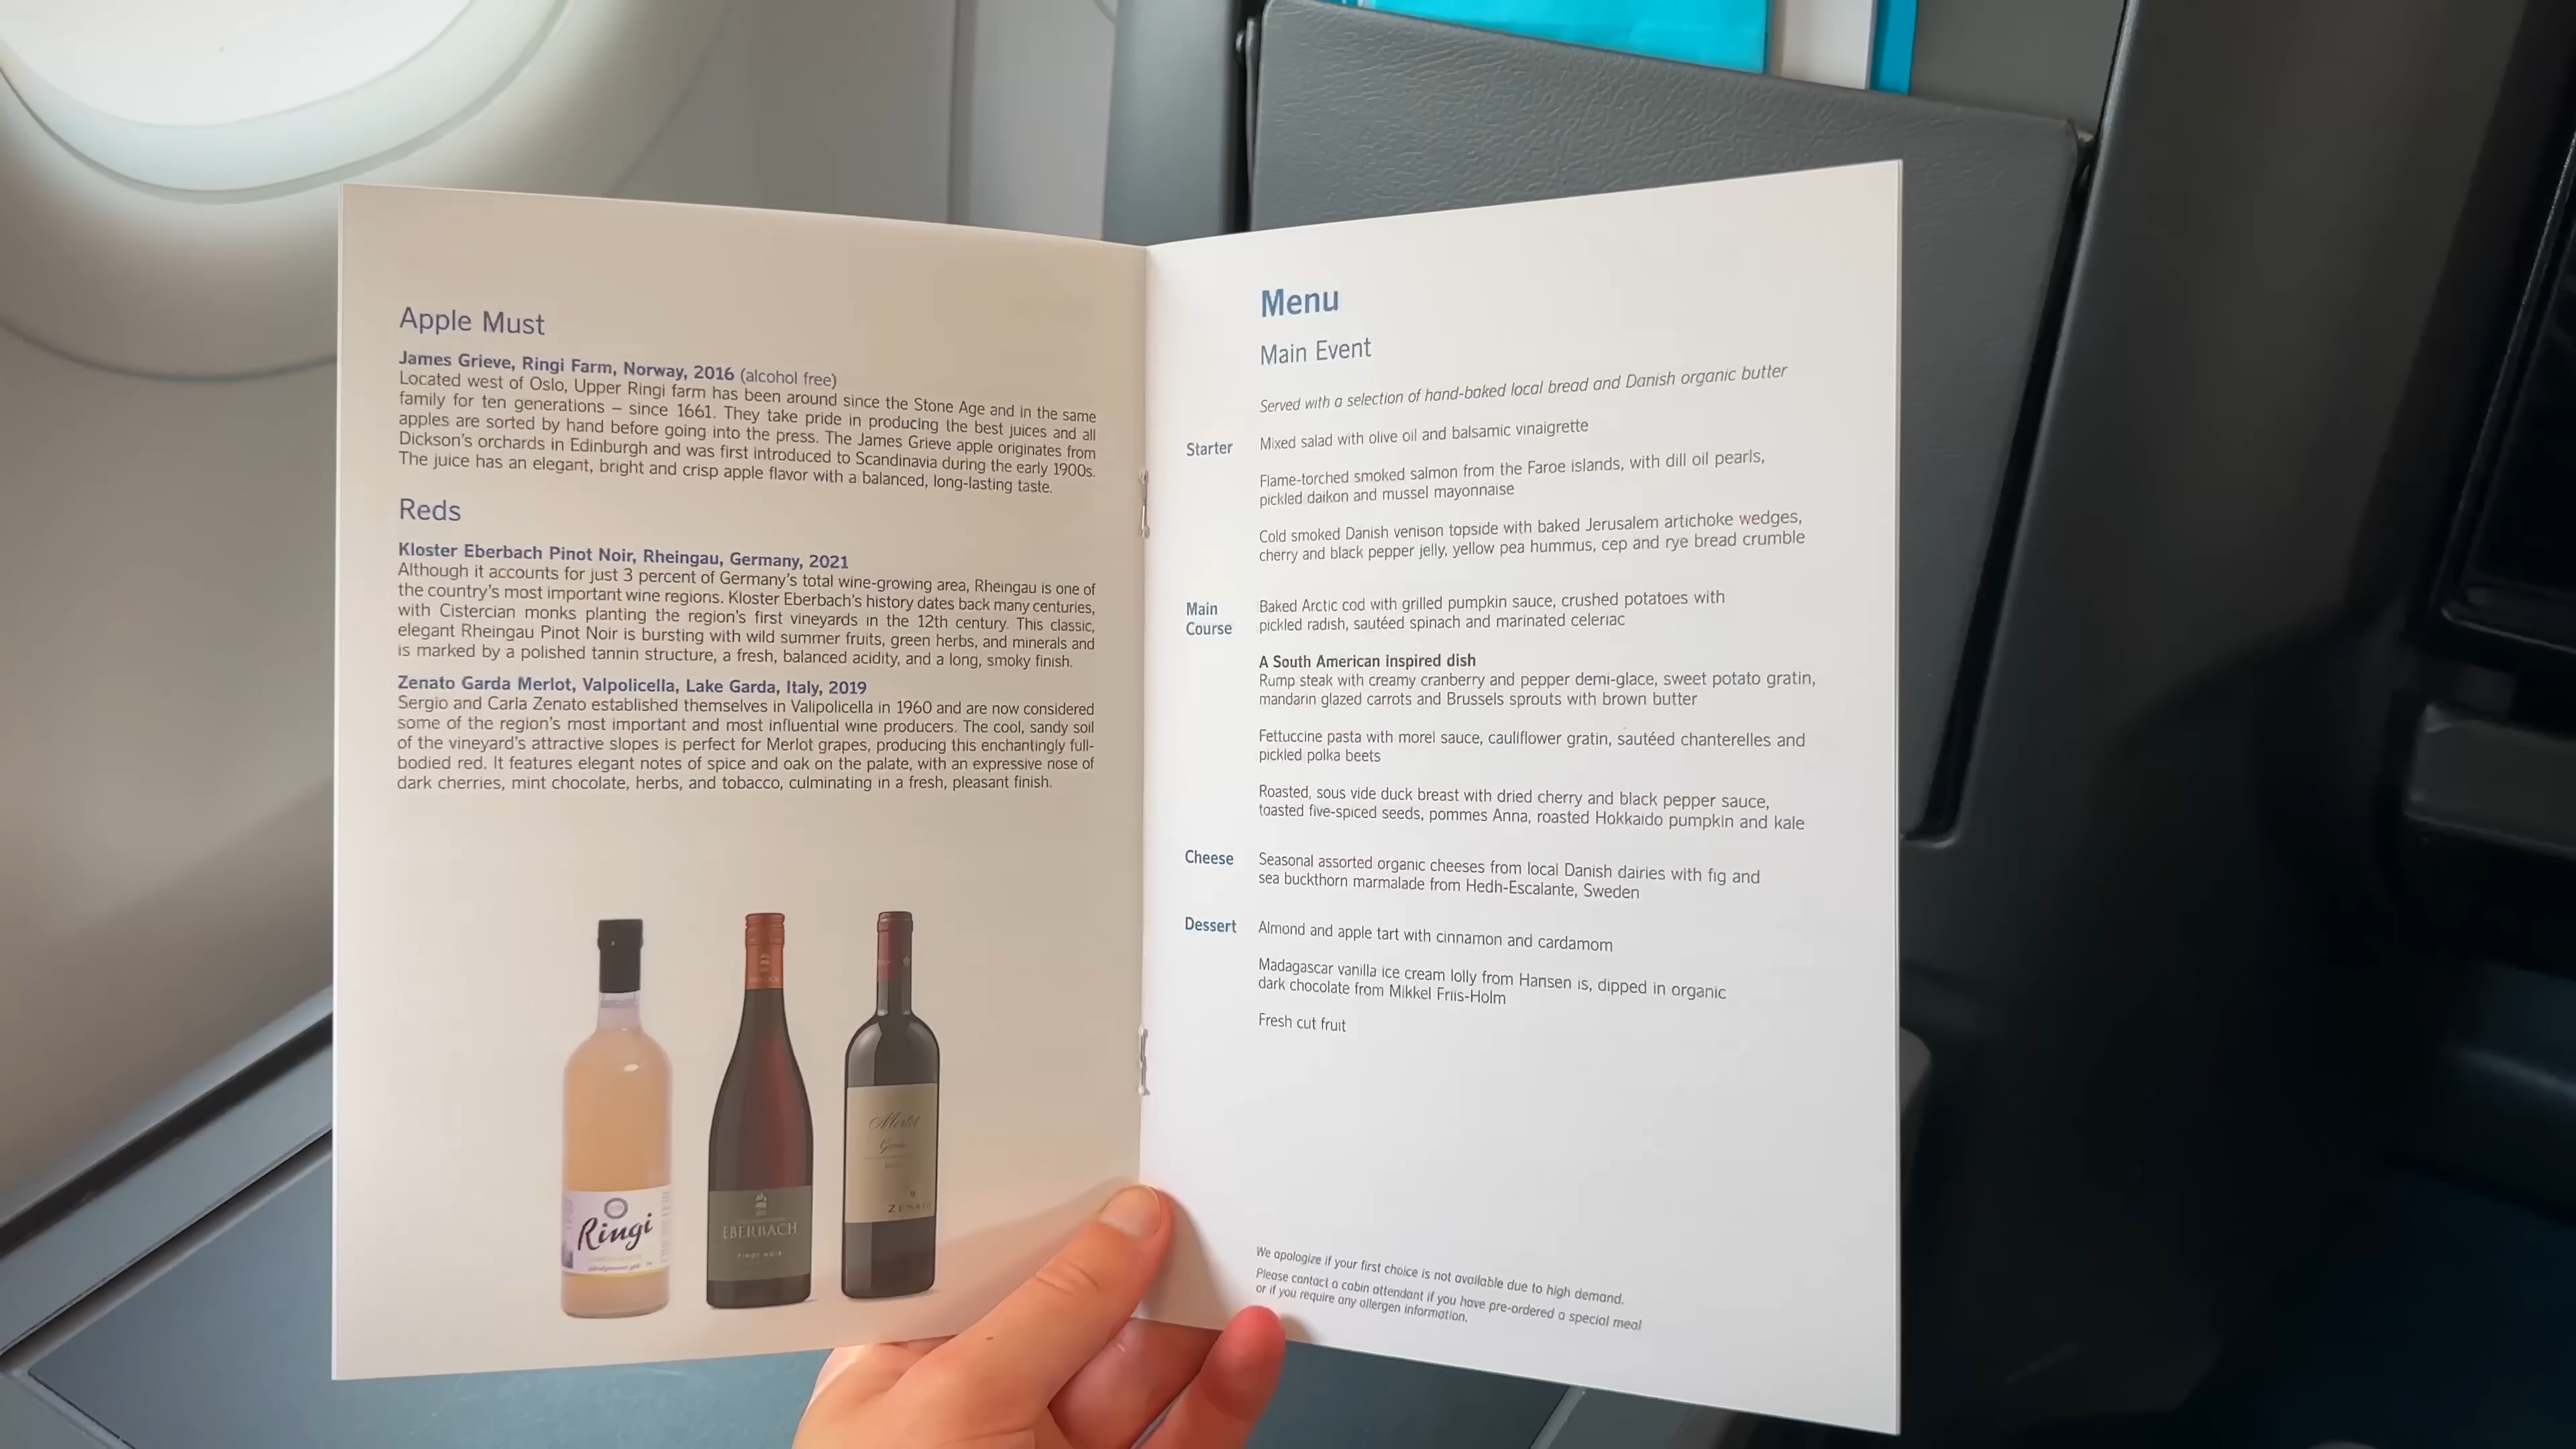 Apple Must
James Grieve, Ringi Farm, Norway, 2016 (alcohol free)
Located west of Oslo, Upper Ringi farm has been around since the Stone Age and in the same
family for ten generations – since 1661. They take pride in producing the best juices and all
apples are sorted by hand before going into the press. The James Grieve apple originates from
Dickson's orchards in Edinburgh and was first introduced to Scandinavia during the early 1900s.
The juice has an elegant, bright and crisp apple flavor with a balanced, long-lasting taste.
Reds
Kloster Eberbach Pinot Noir, Rheingau, Germany, 2021
Although it accounts for just 3 percent of Germany's total wine-growing area, Rheingau is one of
the country's most important wine regions. Kloster Eberbach's history dates back many centuries,
with Cistercian monks planting the region's first vineyards in the 12th century. This classic,
elegant Rheingau Pinot Noir is bursting with wild summer fruits, green herbs, and minerals and
is marked by a polished tannin structure, a fresh, balanced acidity, and a long, smoky finish.
Zenato Garda Merlot, Valpolicella, Lake Garda, Italy, 2019
Sergio and Carla Zenato established themselves in Valipolicella in 1960 and are now considered
some of the region's most important and most influential wine producers. The cool, sandy soil
of the vineyard's attractive slopes is perfect for Merlot grapes, producing this enchantingly full-
bodied red. It features elegant notes of spice and oak on the palate, with an expressive nose of
dark cherries, mint chocolate, herbs, and tobacco, culminating in a fresh, pleasant finish.
Ringi
EBERBACH
PINOT NOIR
Merlot
Garda
ZENATO
Menu
Main Event
Served with a selection of hand-baked local bread and Danish organic butter
Starter
Mixed salad with olive oil and balsamic vinaigrette
Flame-torched smoked salmon from the Faroe islands, with dill oil pearls,
pickled daikon and mussel mayonnaise
Cold smoked Danish venison topside with baked Jerusalem artichoke wedges,
cherry and black pepper jelly, yellow pea hummus, cep and rye bread crumble
Main
Course
Baked Arctic cod with grilled pumpkin sauce, crushed potatoes with
pickled radish, sautéed spinach and marinated celeriac
A South American inspired dish
Rump steak with creamy cranberry and pepper demi-glace, sweet potato gratin,
mandarin glazed carrots and Brussels sprouts with brown butter
Fettuccine pasta with morel sauce, cauliflower gratin, sautéed chanterelles and
pickled polka beets
Roasted, sous vide duck breast with dried cherry and black pepper sauce,
toasted five-spiced seeds, pommes Anna, roasted Hokkaido pumpkin and kale
Cheese
Seasonal assorted organic cheeses from local Danish dairies with fig and
sea buckthorn marmalade from Hedh-Escalante, Sweden
Dessert
Almond and apple tart with cinnamon and cardamom
Madagascar vanilla ice cream lolly from Hansen is, dipped in organic
dark chocolate from Mikkel Friis-Holm
Fresh cut fruit
We apologize if your first choice is not available due to high demand.
Please contact a cabin attendant if you have pre-ordered a special meal
or if you require any allergen information.